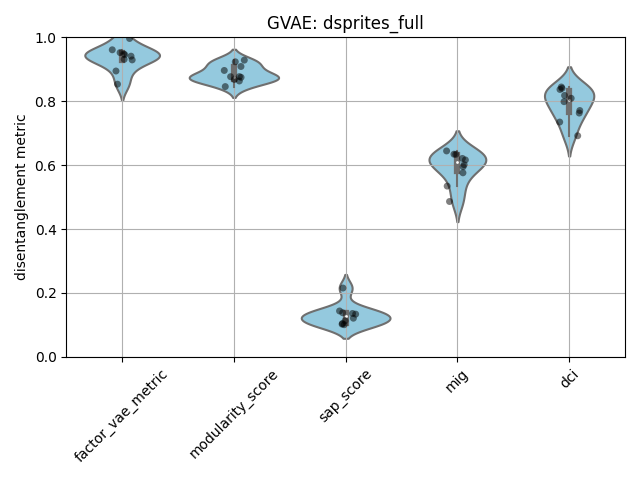 GVAE: dsprites_full
disentanglement metric
1.0
0.8
0.6
0.4
0.2
0.0
factor_vae_metric
modularity_score
sap_score
mig
dci